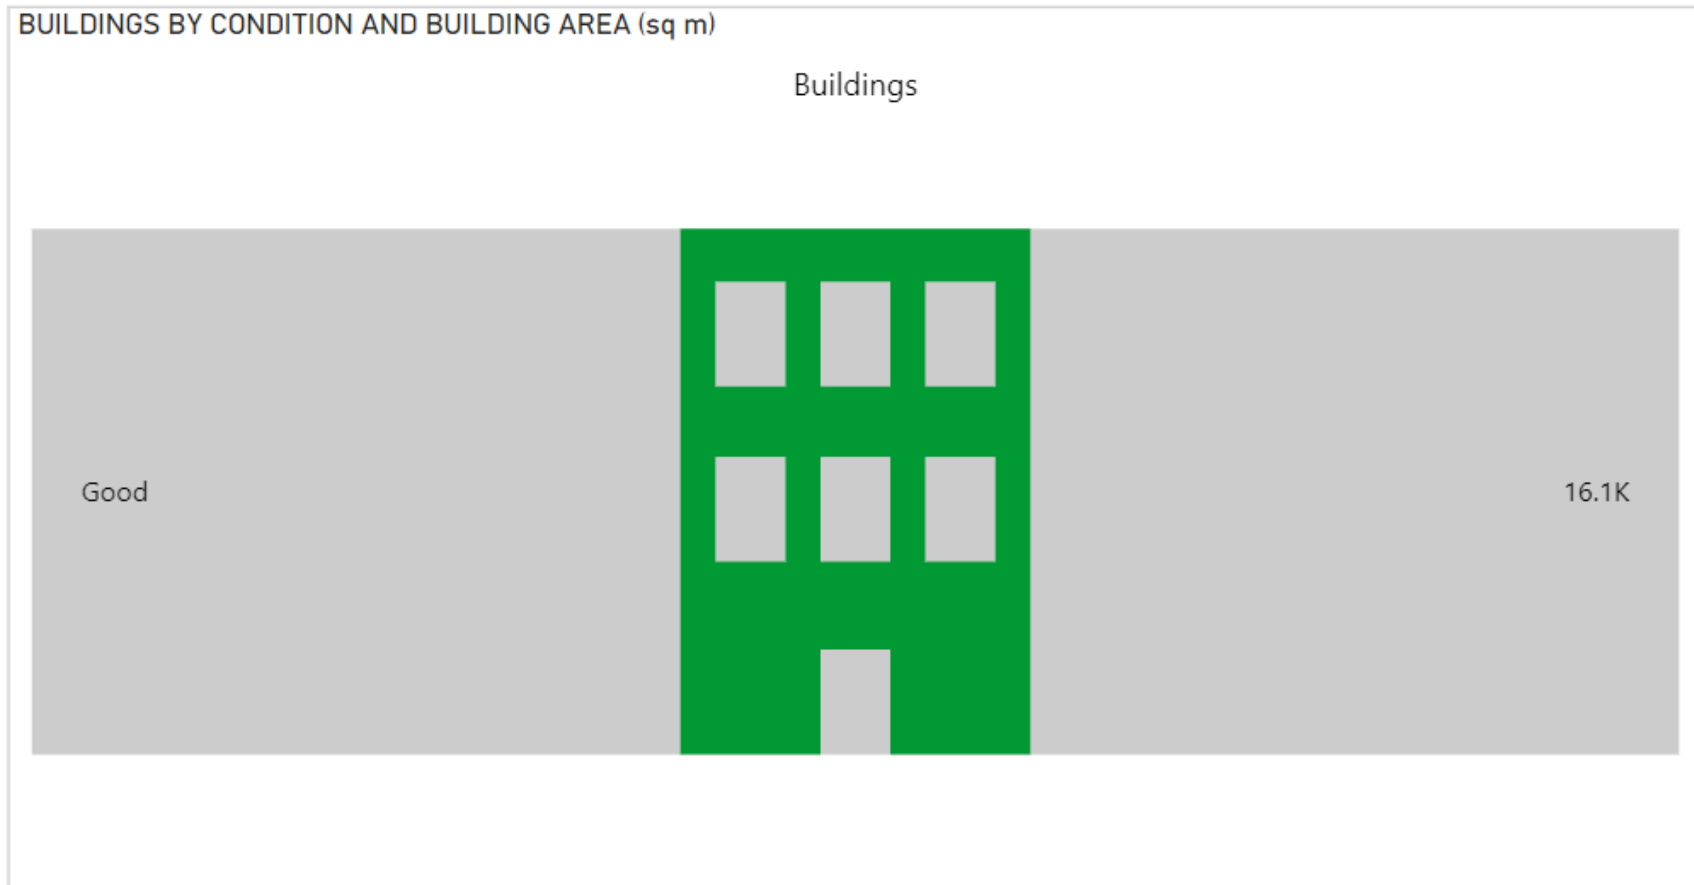 BUILDINGS BY CONDITION AND BUILDING AREA (sq m)
Buildings
Good
16.1K